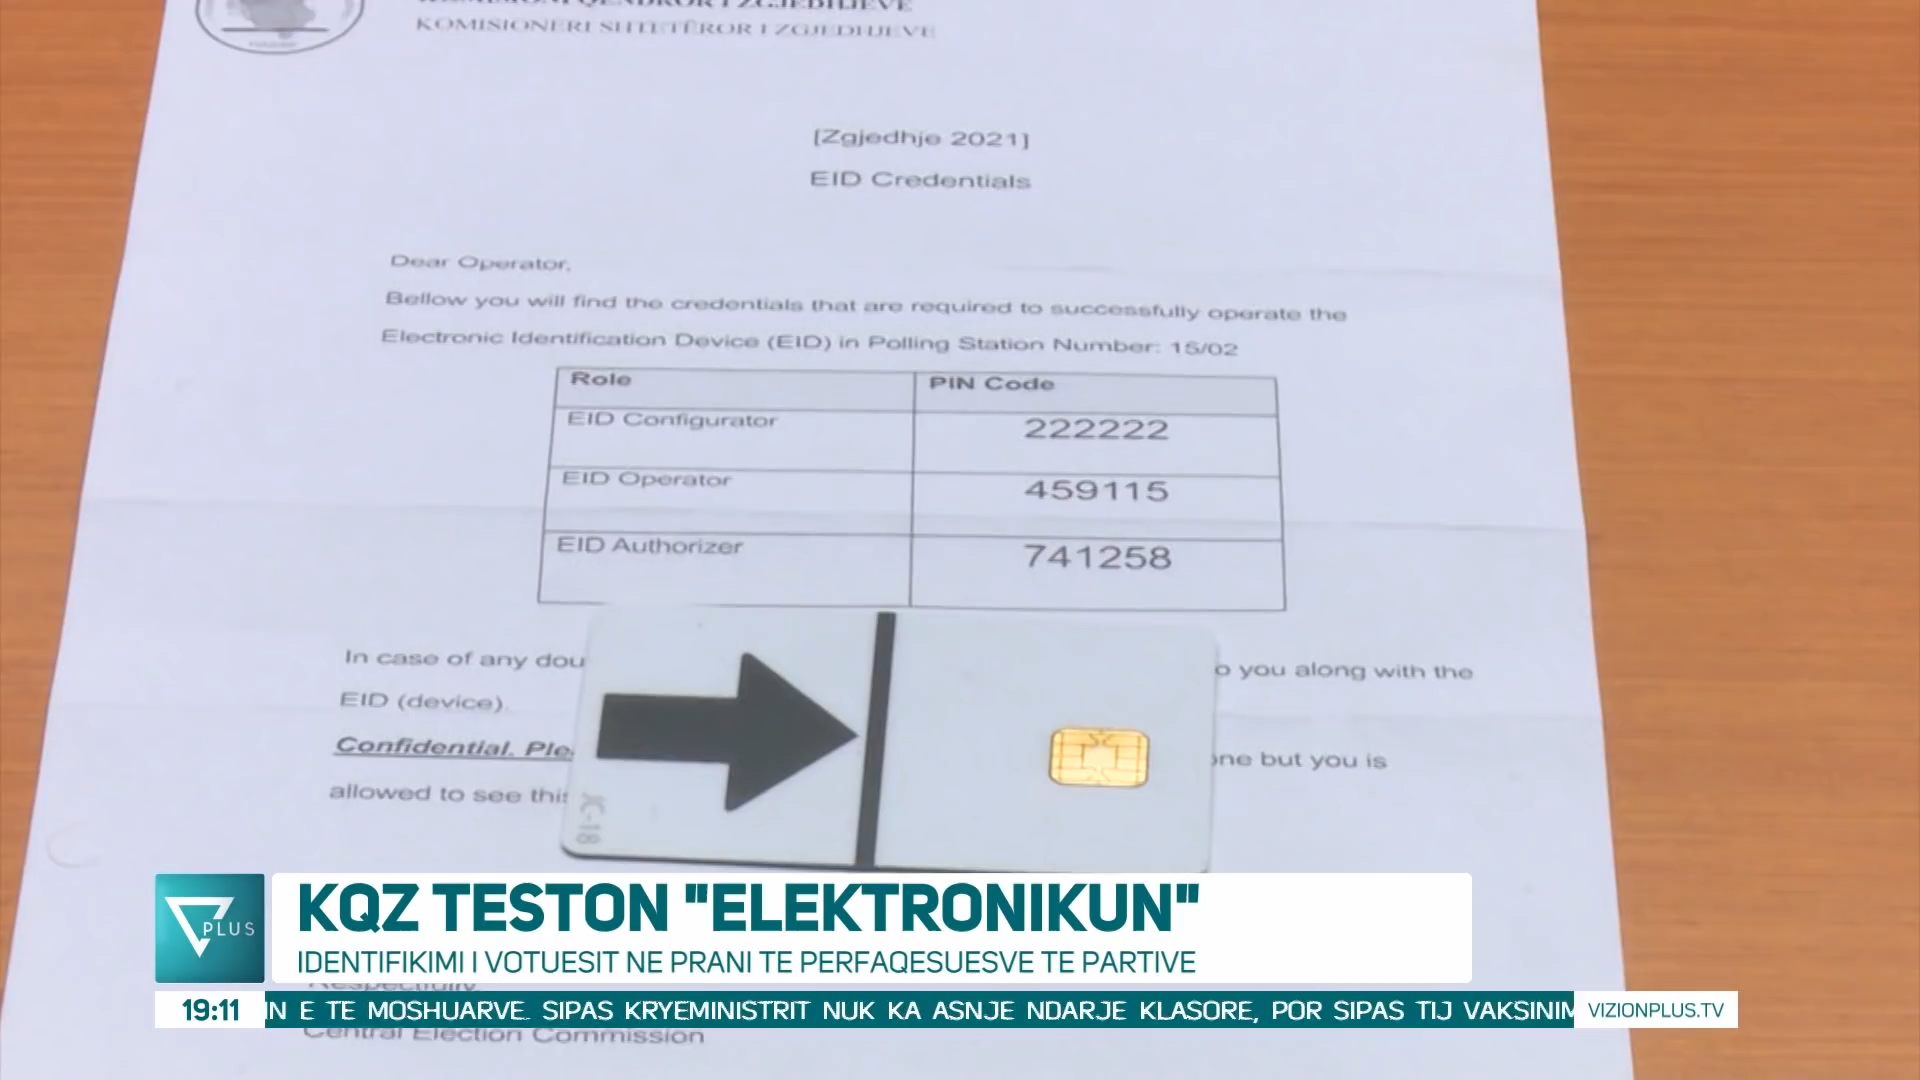 KOMISIONERI SHTETËROR I ZGJEDHJEVE
[Zgjedhje 2021]
EID Credentials
Dear Operator,
Bellow you will find the credentials that are required to successfully operate the
Electronic Identification Device (EID) in Polling Station Number: 15/02
Role PIN Code
EID Configurator 222222
EID Operator 459115
EID Authorizer 741258
In case of any dou o you along with the
EID (device).
Confidential. Ple ne but you is
allowed to see this
PLUS
KQZ TESTON "ELEKTRONIKUN"
IDENTIFIKIMI I VOTUESIT NE PRANI TE PERFAQESUESVE TE PARTIVE
Respectfully,
19:11 IN E TE MOSHUARVE. SIPAS KRYEMINISTRIT NUK KA ASNJE NDARJE KLASORE, POR SIPAS TIJ VAKSINIM VIZIONPLUS.TV
Central Election Commission